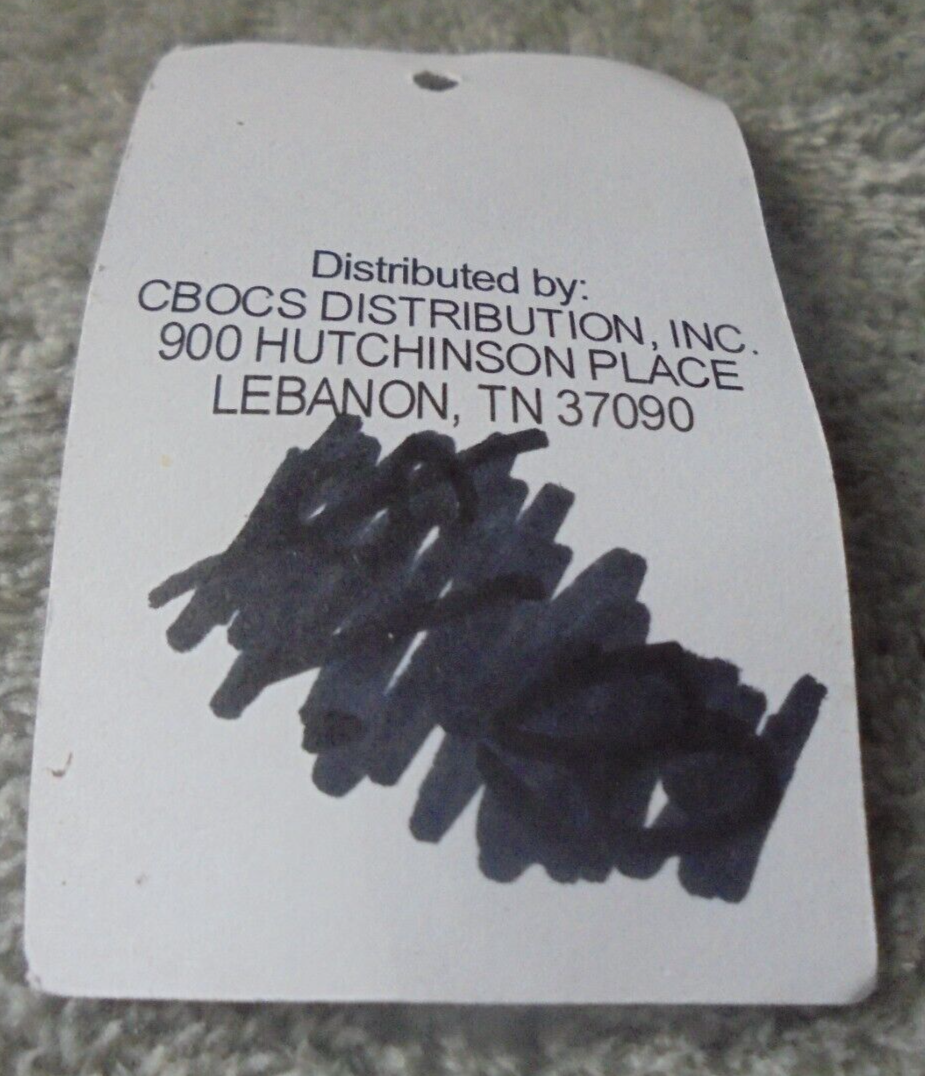 Distributed by:
CBOCS DISTRIBUTION, INC.
900 HUTCHINSON PLACE
LEBANON, TN 37090